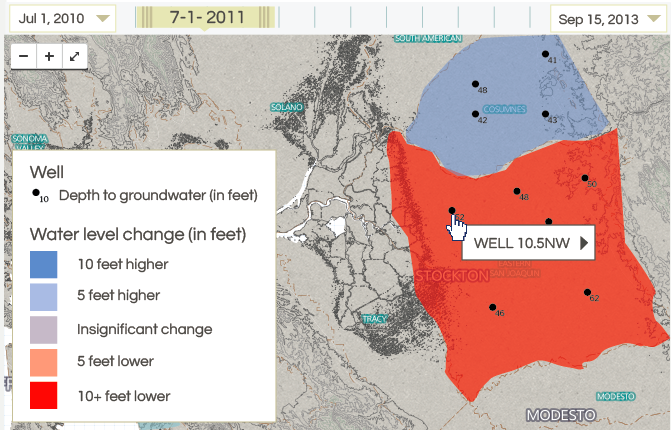 Jul 1, 2010
7-1- 2011
Sep 15, 2013
SOUTH AMERICAN
− + 
41
48
SOLANO
COSUMNES
42
43
SONOMA
VALLEY
Well
10 Depth to groundwater (in feet)
50
48
Water level change (in feet)
WELL 10.5NW
10 feet higher
EASTERN
SAN JOAQUIN
STOCKTON
5 feet higher
62
46
TRACY
Insignificant change
5 feet lower
10+ feet lower
MODESTO
MODESTO